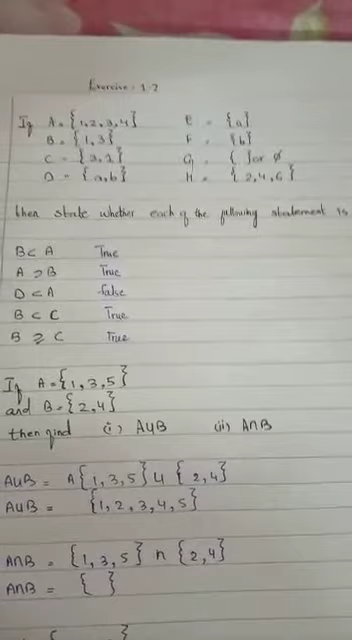 Exercise: 1.2
If A = {1,2,3,4} E = {a}
B = {1,3} F = {b}
C = {3,1} G = { } or ∅
D = {a,b} H = {2,4,6}
then state whether each of the following statement is
B ⊂ A True
A ⊃ B True
D ⊂ A false
B ⊂ C True
B ⊇ C True
If A = {1,3,5}
and B = {2,4}
then find (i) A∪B (ii) A∩B
A∪B = A{1,3,5} ∪ {2,4}
A∪B = {1,2,3,4,5}
A∩B = {1,3,5} ∩ {2,4}
A∩B = { }